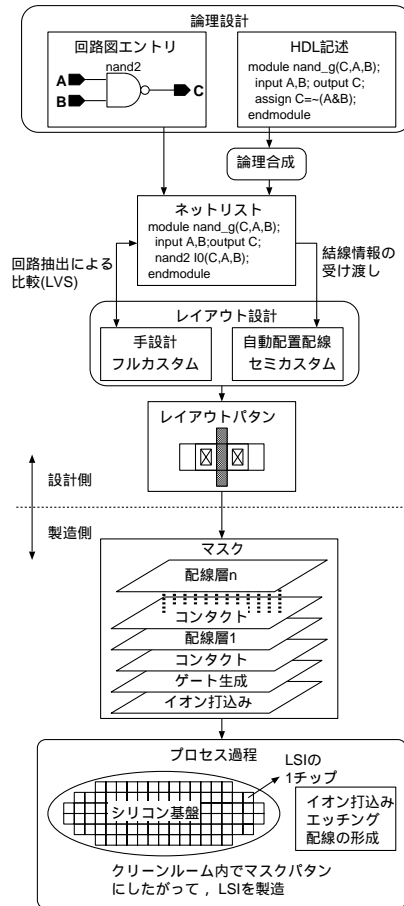 論理設計
回路図エントリ
nand2
A
B
C
HDL記述
module nand_g(C,A,B);
input A,B; output C;
assign C=~(A&B);
endmodule
論理合成
ネットリスト
module nand_g(C,A,B);
input A,B;output C;
nand2 I0(C,A,B);
endmodule
回路抽出による
比較(LVS)
結線情報の
受け渡し
レイアウト設計
手設計
フルカスタム
自動配置配線
セミカスタム
レイアウトパタン
設計側
製造側
マスク
配線層n
コンタクト
配線層1
コンタクト
ゲート生成
イオン打込み
プロセス過程
LSIの
1チップ
シリコン基盤
イオン打込み
エッチング
配線の形成
クリーンルーム内でマスクパタン
にしたがって，LSIを製造